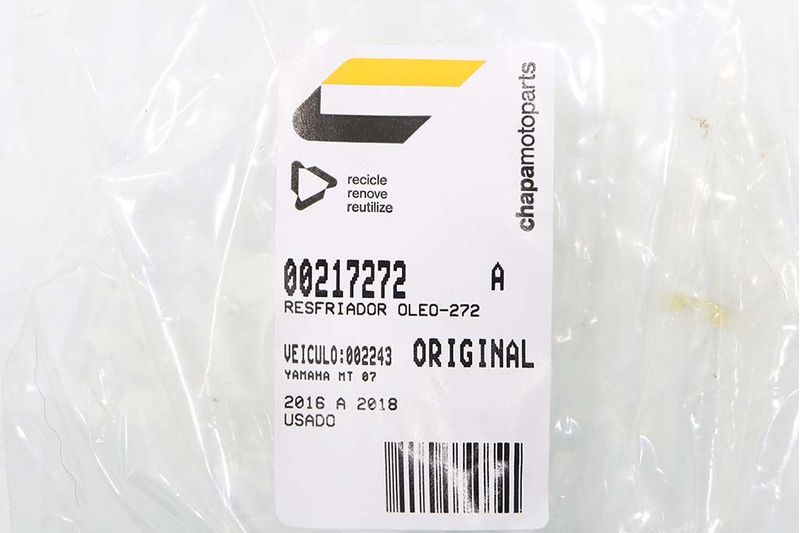 chapamotoparts
recicle
renove
reutilize
00217272 A
RESFRIADOR OLEO-272
VEICULO:002243 ORIGINAL
YAMAHA MT 07
2016 A 2018
USADO